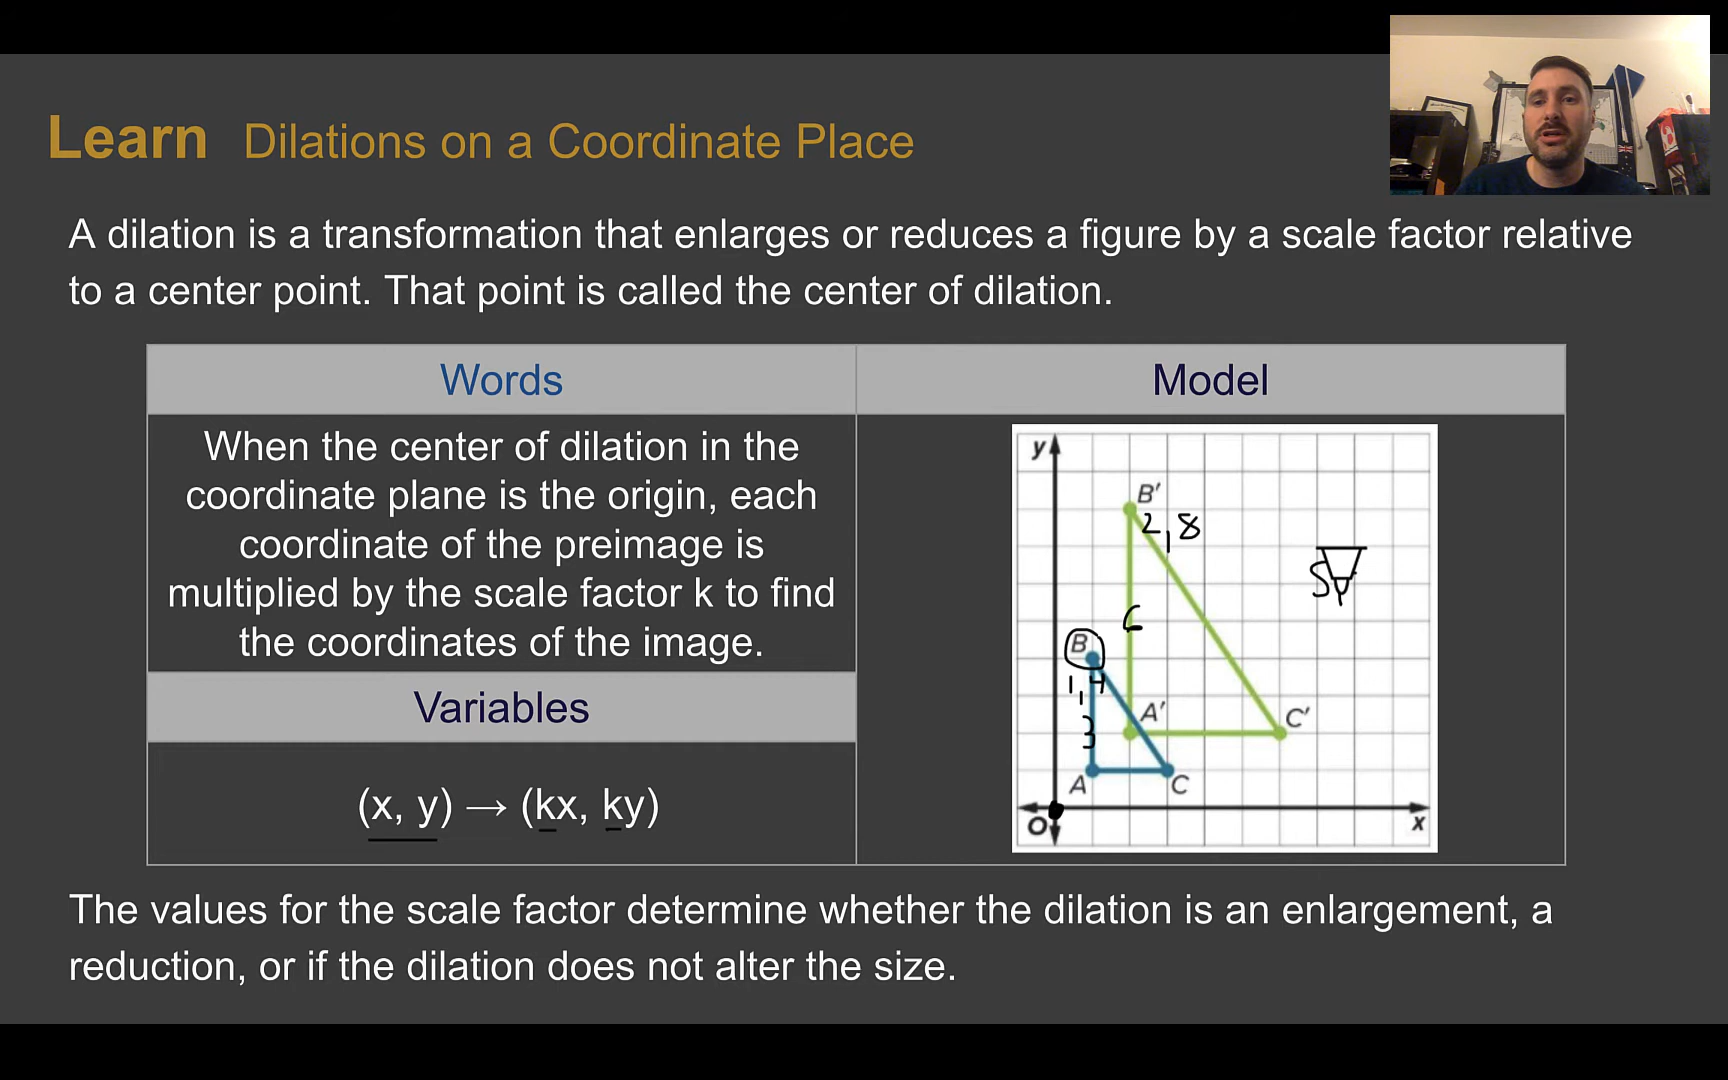 Learn Dilations on a Coordinate Place
A dilation is a transformation that enlarges or reduces a figure by a scale factor relative
to a center point. That point is called the center of dilation.
Words
When the center of dilation in the
coordinate plane is the origin, each
coordinate of the preimage is
multiplied by the scale factor k to find
the coordinates of the image.
Variables
(x, y) → (kx, ky)
Model
y
B′
2,8
B
1,4
A′
C′
3
A
C
O
x
The values for the scale factor determine whether the dilation is an enlargement, a
reduction, or if the dilation does not alter the size.